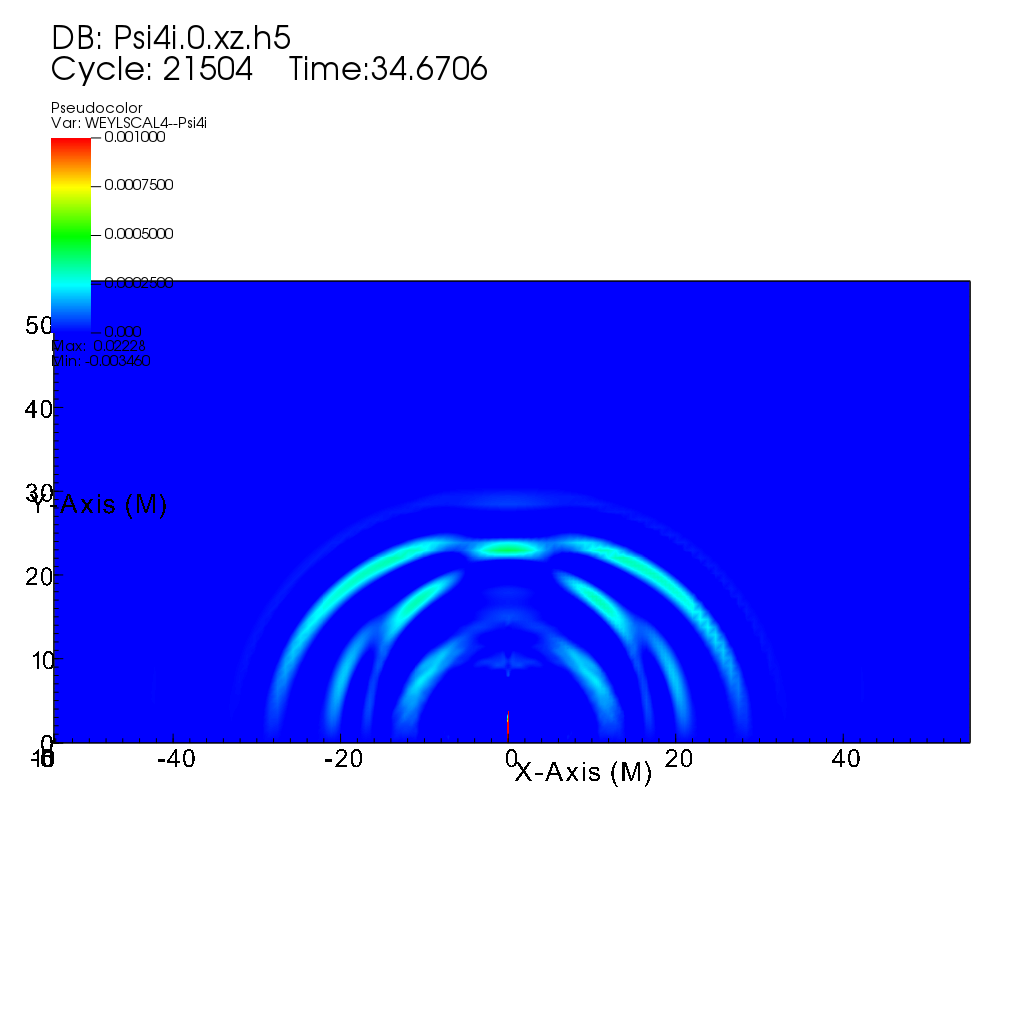 DB: Psi4i.0.xz.h5
Cycle: 21504 Time:34.6706
Pseudocolor
Var: WEYLSCAL4--Psi4i
0.001000
0.0007500
0.0005000
0.0002500
0.000
Max: 0.02226
Min: -0.003460
50
40
30
Y-Axis (M)
20
10
0
-40 -20 0 20 40
X-Axis (M)